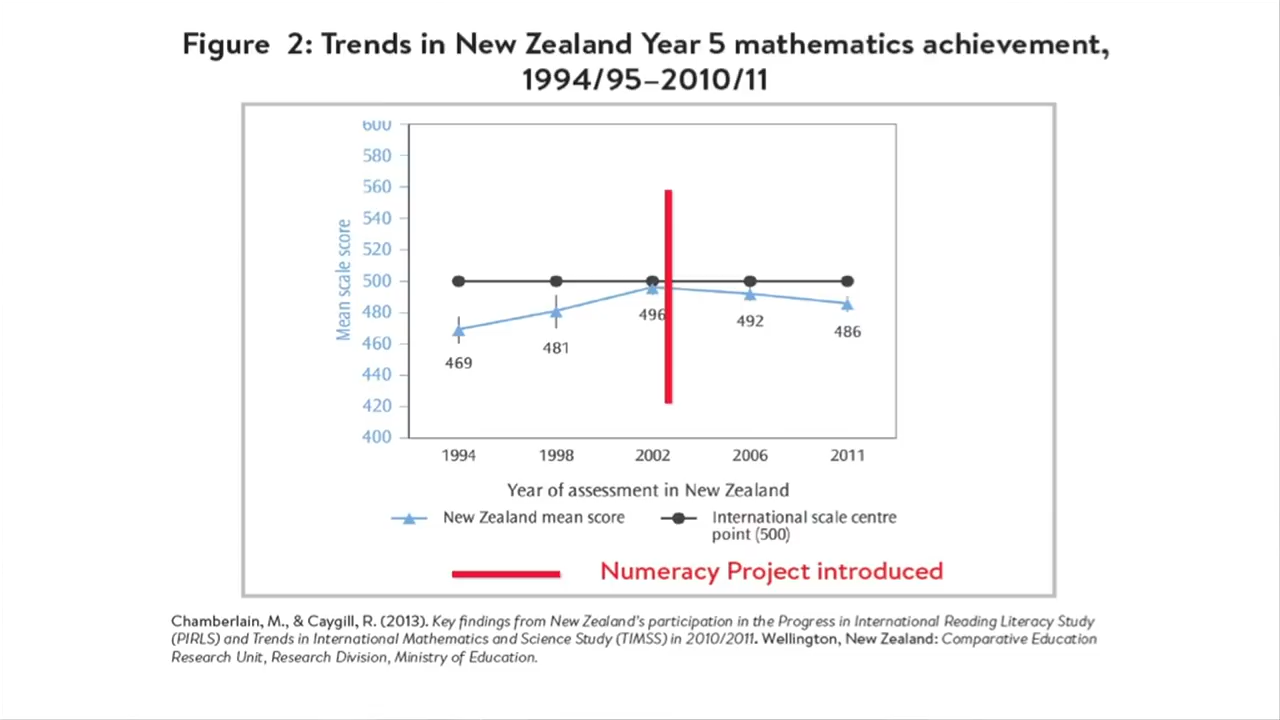 Figure 2: Trends in New Zealand Year 5 mathematics achievement,
1994/95–2010/11
600
580
560
540
520
500
480
460
440
420
400
Mean scale score
469
481
496
492
486
1994 1998 2002 2006 2011
Year of assessment in New Zealand
New Zealand mean score
International scale centre
point (500)
Numeracy Project introduced
Chamberlain, M., & Caygill, R. (2013). Key findings from New Zealand's participation in the Progress in International Reading Literacy Study
(PIRLS) and Trends in International Mathematics and Science Study (TIMSS) in 2010/2011. Wellington, New Zealand: Comparative Education
Research Unit, Research Division, Ministry of Education.